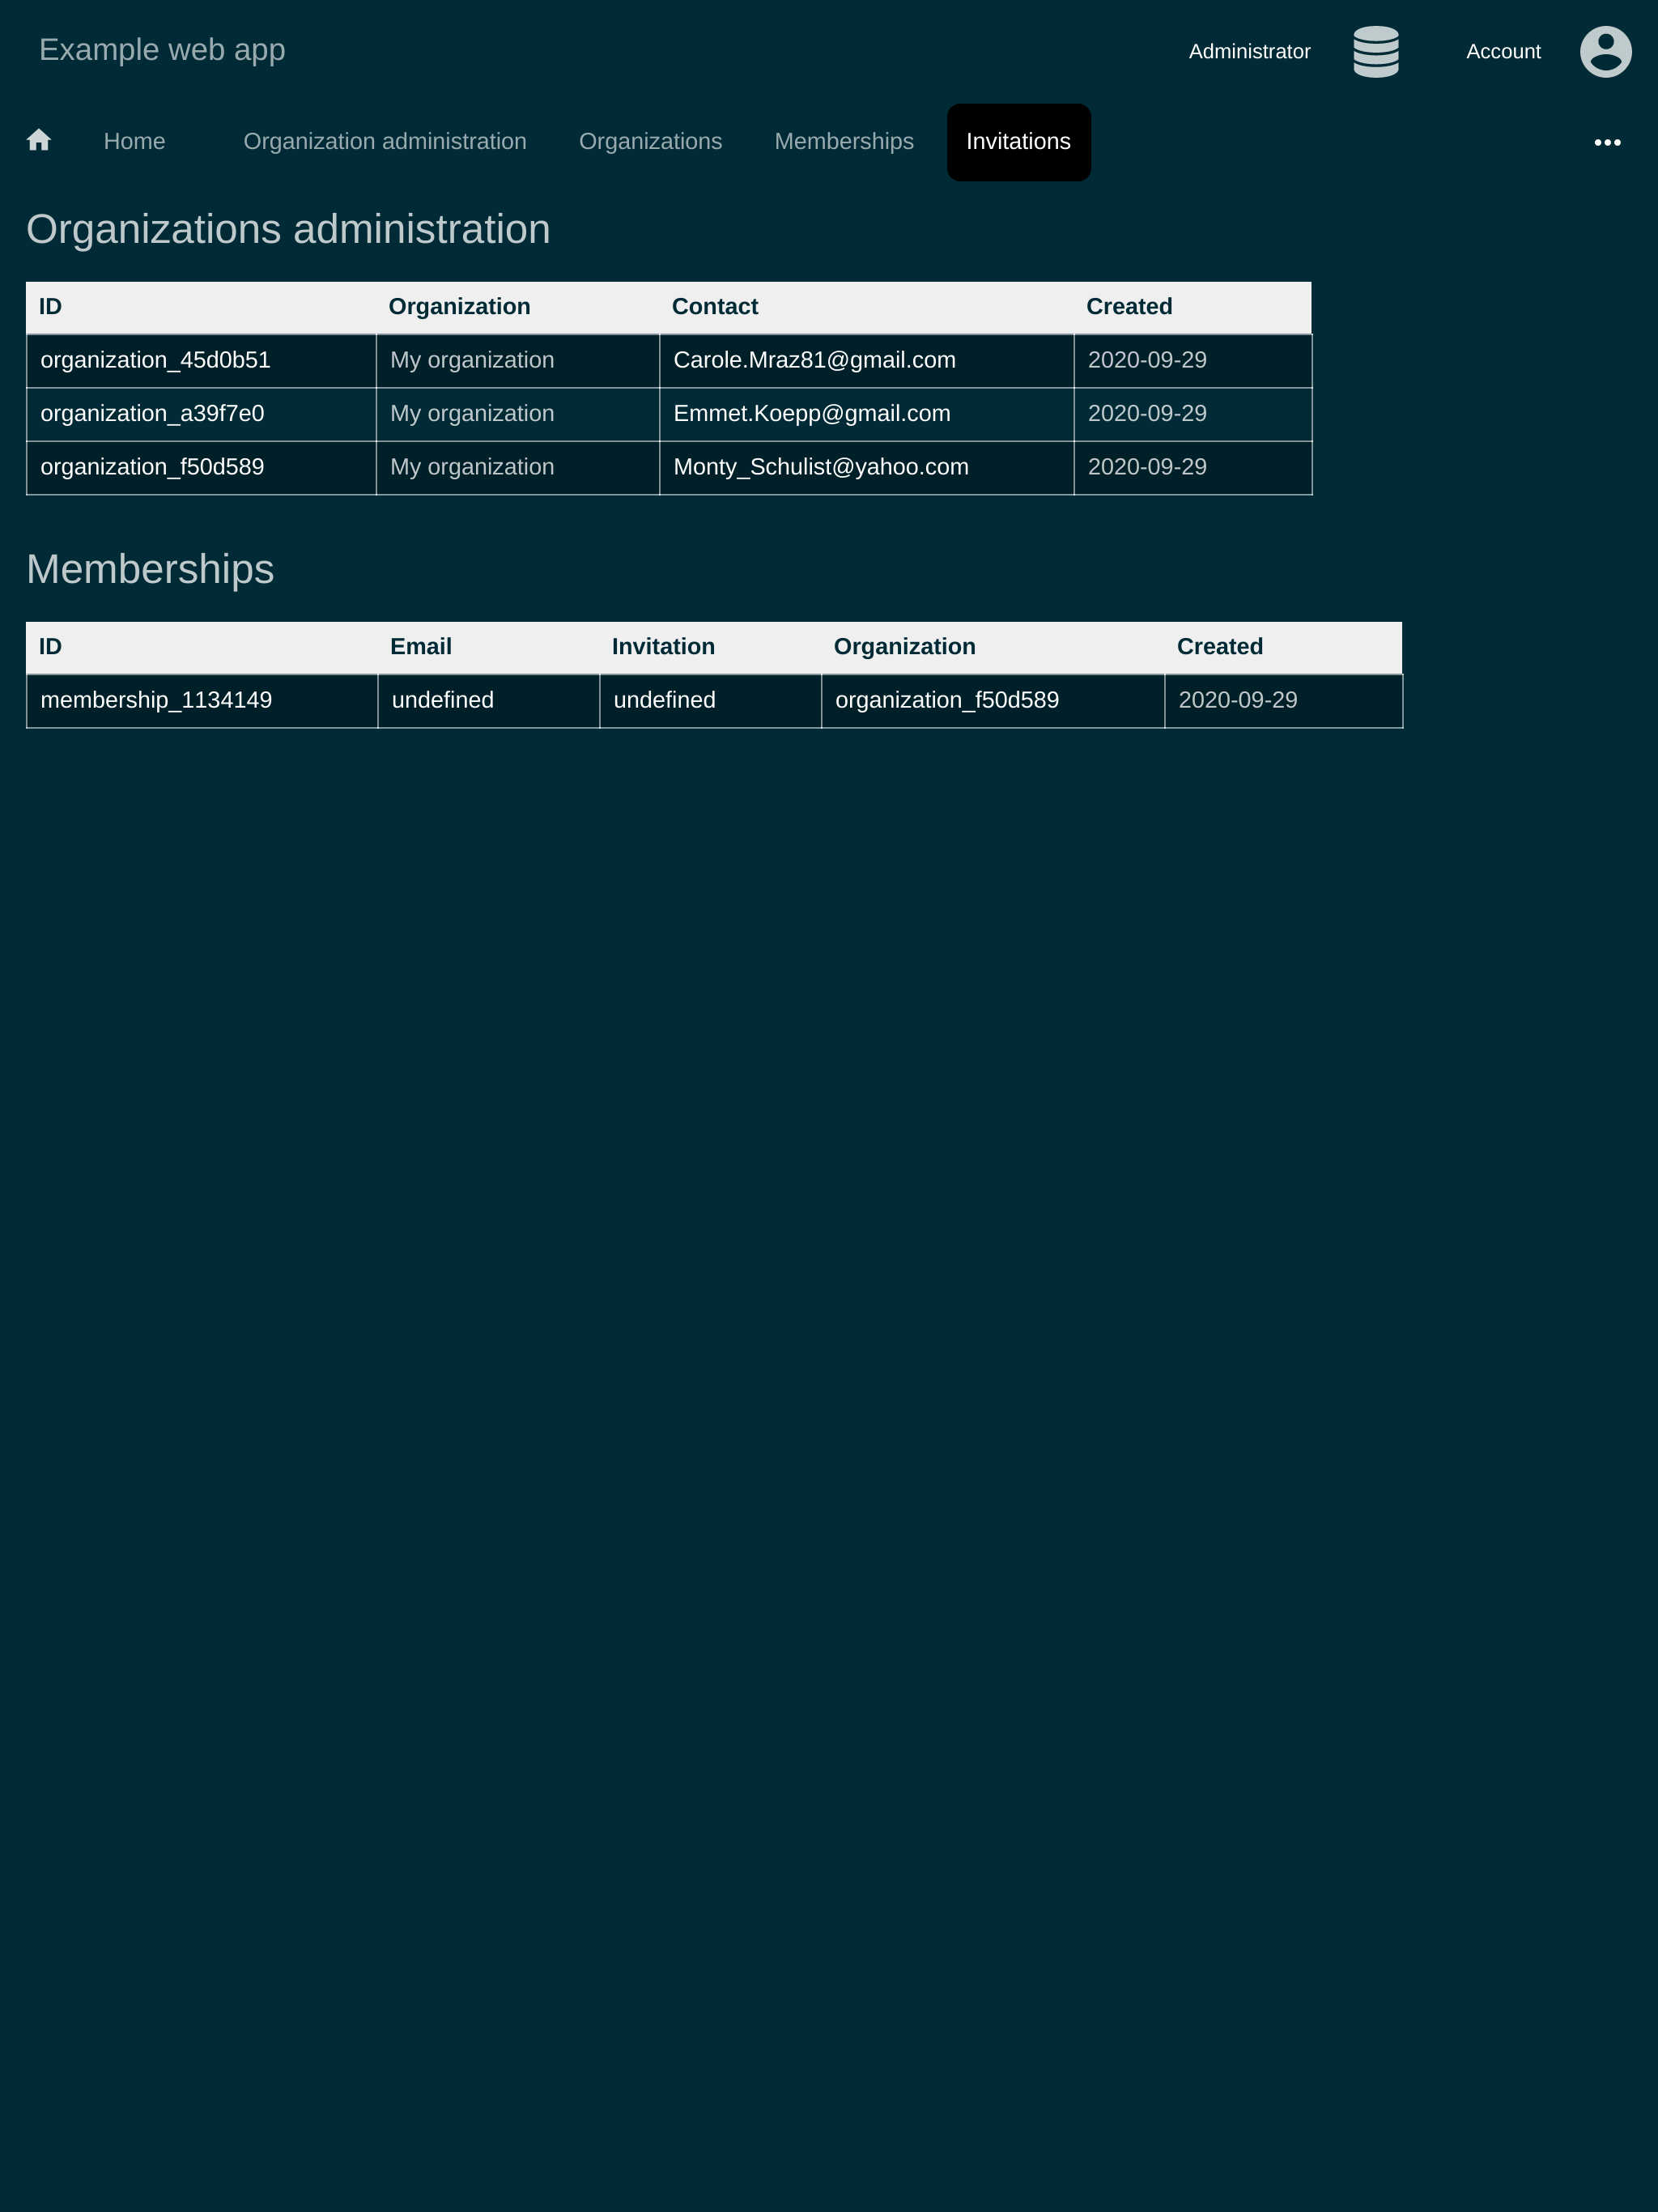 Example web app Administrator Account
Home Organization administration Organizations Memberships Invitations
Organizations administration
ID Organization Contact Created
organization_45d0b51 My organization Carole.Mraz81@gmail.com 2020-09-29
organization_a39f7e0 My organization Emmet.Koepp@gmail.com 2020-09-29
organization_f50d589 My organization Monty_Schulist@yahoo.com 2020-09-29
Memberships
ID Email Invitation Organization Created
membership_1134149 undefined undefined organization_f50d589 2020-09-29